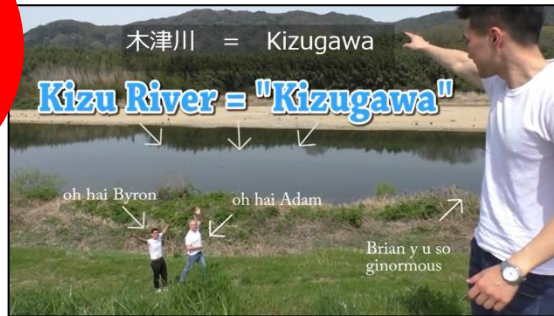 木津川 = Kizugawa
Kizu River = "Kizugawa"
oh hai Byron
oh hai Adam
Brian y u so
ginormous